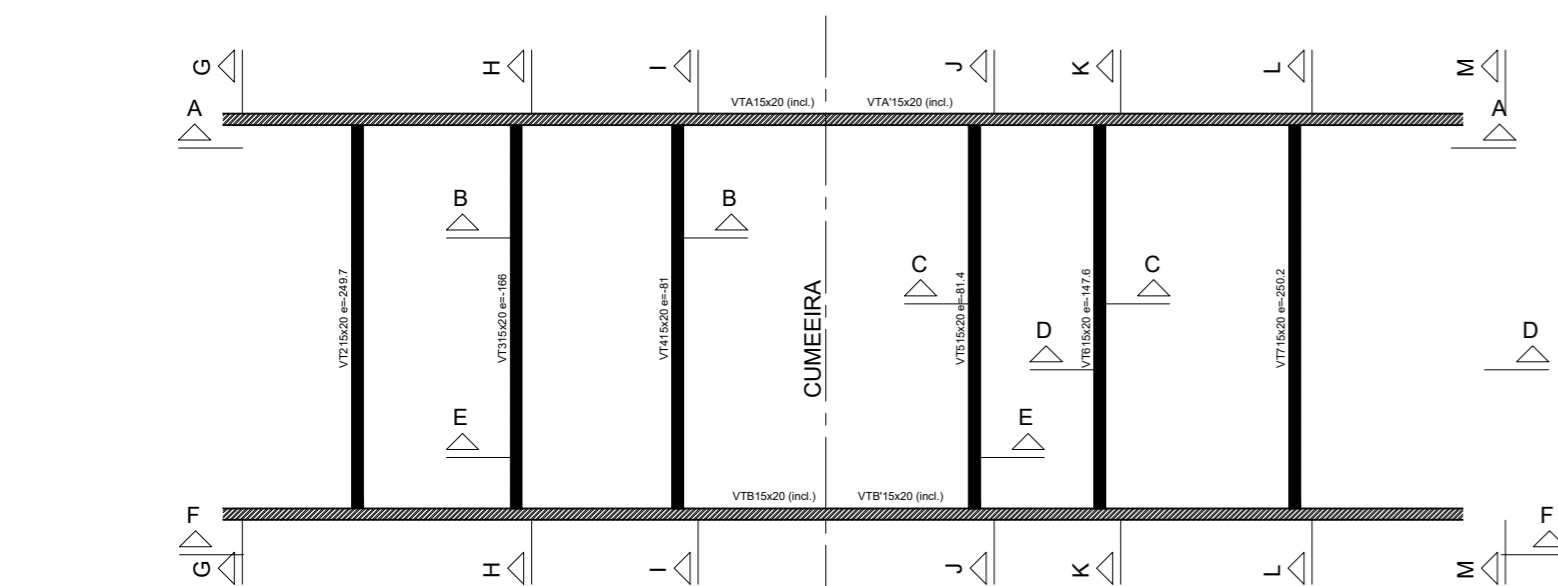 G H I J K L M
A VTA15x20 (incl.) VTA'15x20 (incl.) A
B B
C C
D D
VT215x20 e=-249.7
VT315x20 e=-166
VT415x20 e=-81
CUMEEIRA
VT515x20 e=-81.4
VT615x20 e=-147.6
VT715x20 e=-250.2
E E
VTB15x20 (incl.) VTB'15x20 (incl.)
F F
G H I J K L M